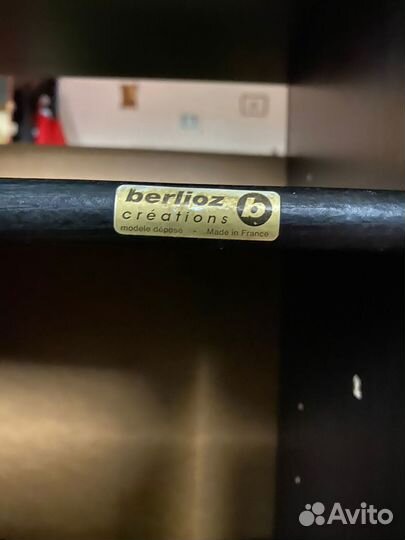 berlioz
créations
b
modele déposé - Made in France
Avito